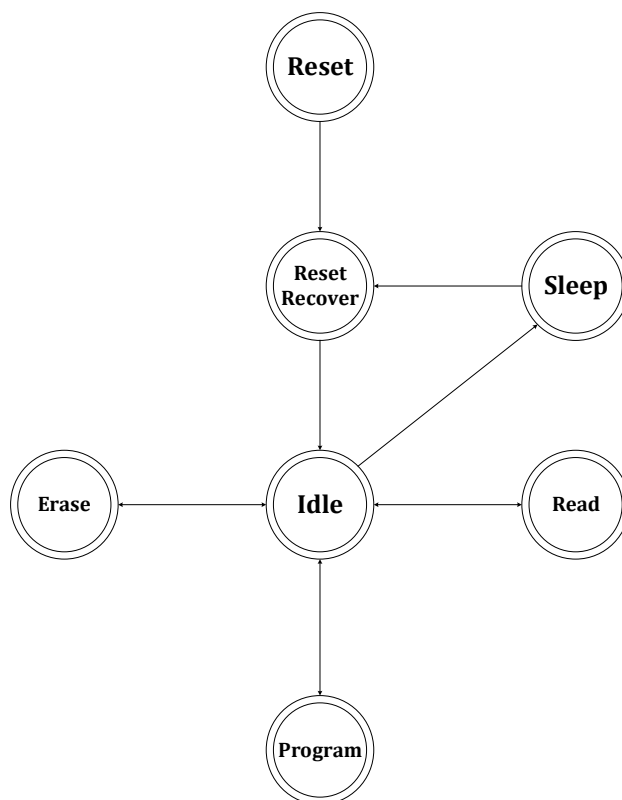 Reset
Reset
Recover
Sleep
Erase
Idle
Read
Program